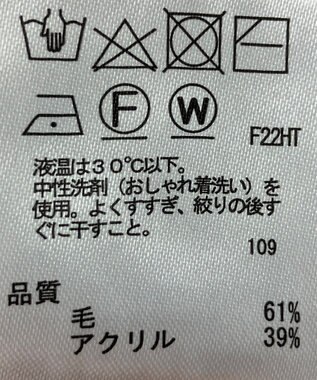 F W
F22HT
液温は30℃以下。
中性洗剤（おしゃれ着洗い）を
使用。よくすすぎ、絞りの後す
ぐに干すこと。
109
品質
毛 61%
アクリル 39%